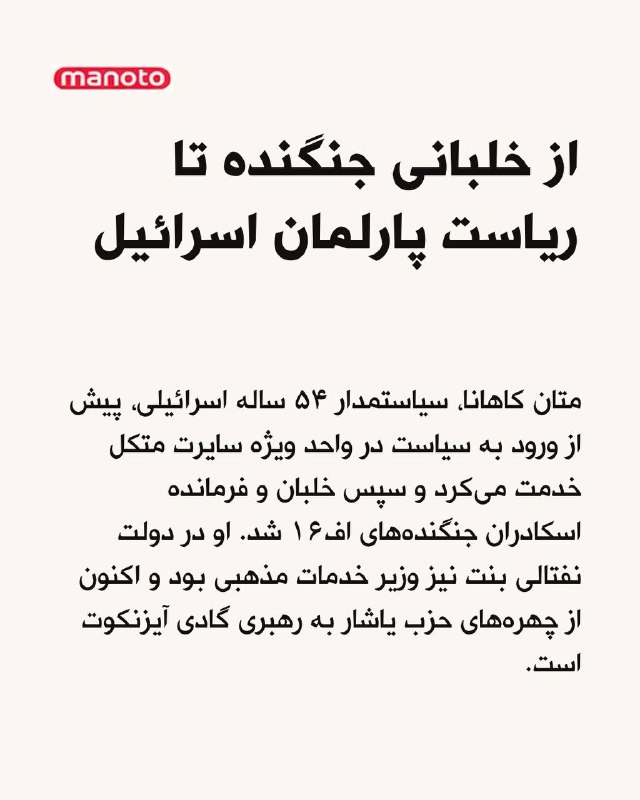 manoto
از خلبانی جنگنده تا
ریاست پارلمان اسرائیل
متان کاهانا، سیاستمدار ۵۴ ساله اسرائیلی، پیش
از ورود به سیاست در واحد ویژه سایرت متکل
خدمت می‌کرد و سپس خلبان و فرمانده
اسکادران جنگنده‌های اف۱۶ شد. او در دولت
نفتالی بنت نیز وزیر خدمات مذهبی بود و اکنون
از چهره‌های حزب یاشار به رهبری گادی آیزنکوت
است.